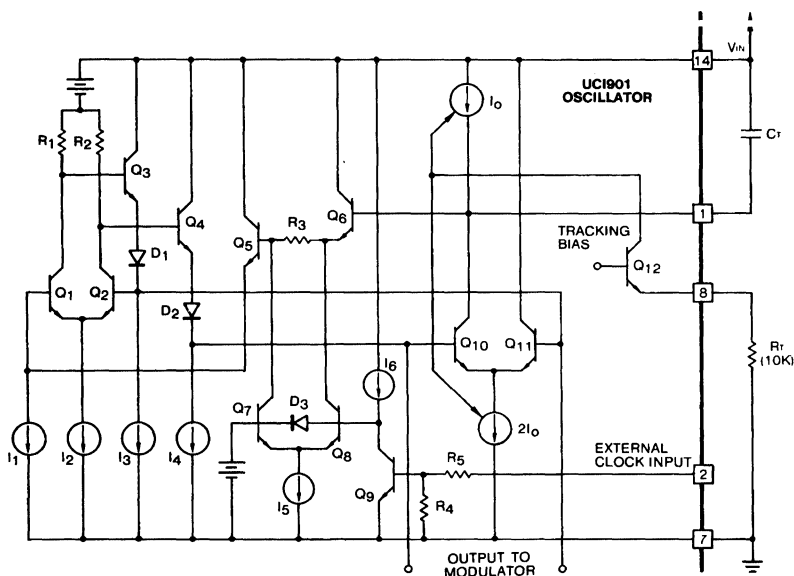 VIN
14
UC1901
OSCILLATOR
IO
CT
R1
R2
Q3
Q4
Q5
R3
Q6
1
TRACKING
BIAS
Q12
8
D1
Q1
Q2
D2
Q10
Q11
RT
(10K)
I6
D3
Q7
Q8
2IO
I1
I2
I3
I4
EXTERNAL
CLOCK INPUT
R5
2
Q9
R4
I5
7
OUTPUT TO
MODULATOR